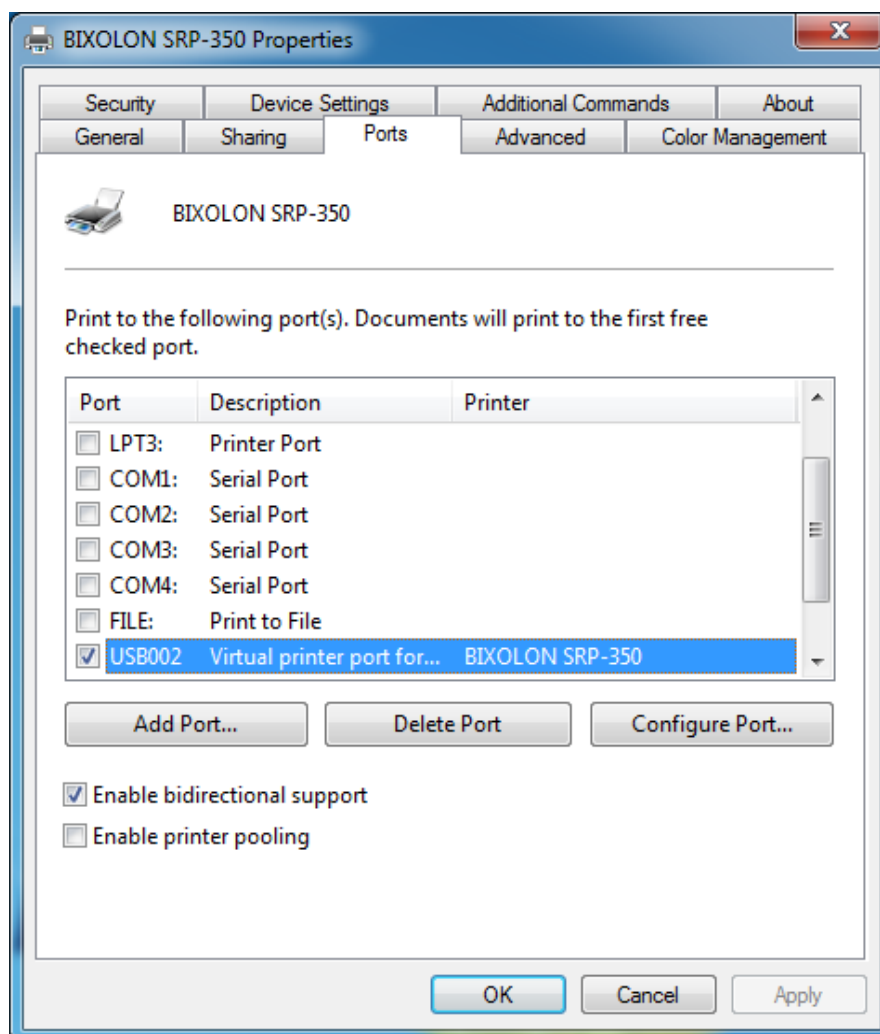 BIXOLON SRP-350 Properties
Security Device Settings Additional Commands About
General Sharing Ports Advanced Color Management
BIXOLON SRP-350
Print to the following port(s). Documents will print to the first free
checked port.
Port Description Printer
LPT3: Printer Port
COM1: Serial Port
COM2: Serial Port
COM3: Serial Port
COM4: Serial Port
FILE: Print to File
USB002 Virtual printer port for... BIXOLON SRP-350
Add Port... Delete Port Configure Port...
Enable bidirectional support
Enable printer pooling
OK Cancel Apply